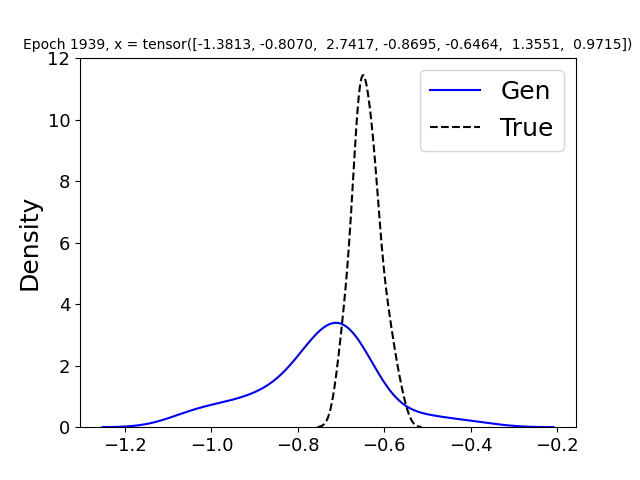 Epoch 1939, x = tensor([-1.3813, -0.8070,  2.7417, -0.8695, -0.6464,  1.3551,  0.9715])
12
10
8
6
4
2
0
Density
Gen
True
−1.2 −1.0 −0.8 −0.6 −0.4 −0.2